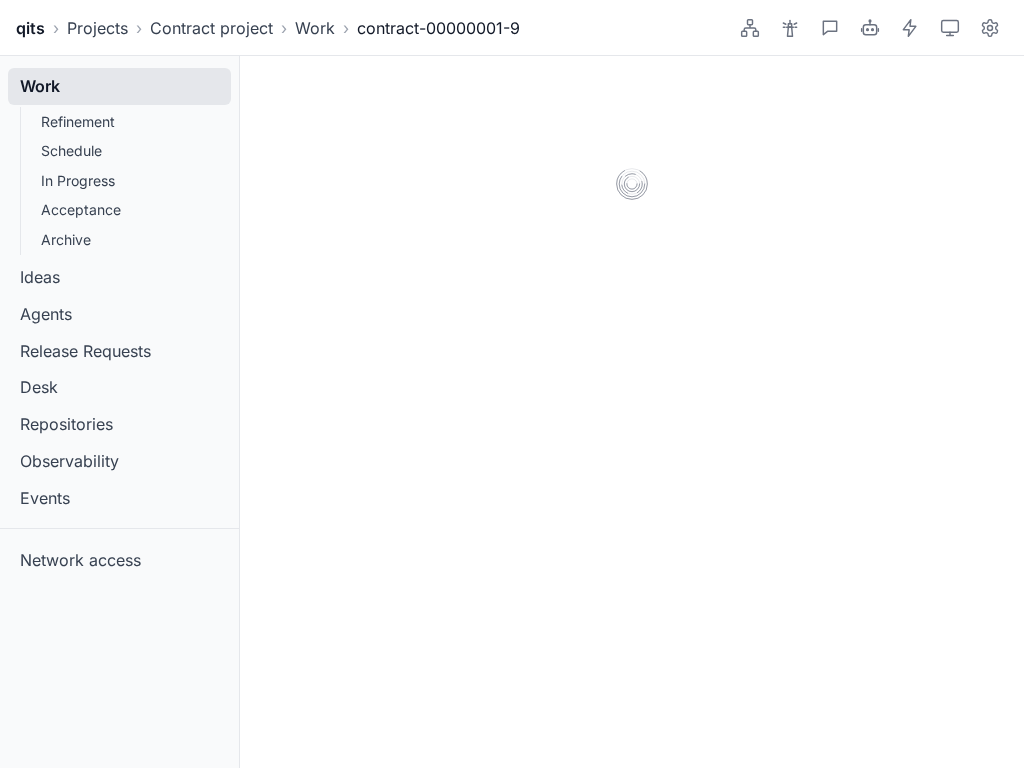 qits › Projects › Contract project › Work › contract-00000001-9
Work
Refinement
Schedule
In Progress
Acceptance
Archive
Ideas
Agents
Release Requests
Desk
Repositories
Observability
Events
Network access